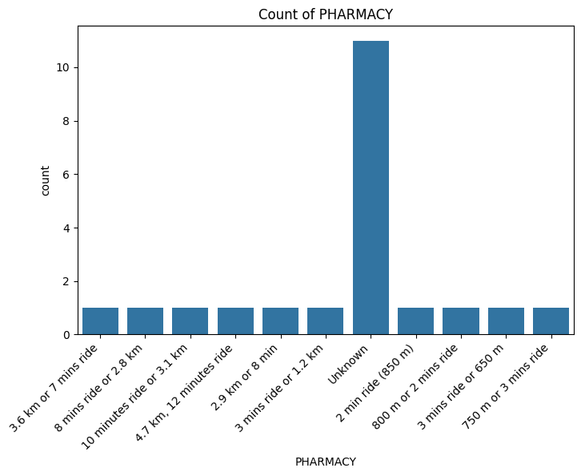 Count of PHARMACY
count
10
8
6
4
2
0
3.6 km or 7 mins ride
8 mins ride or 2.8 km
10 minutes ride or 3.1 km
4.7 km, 12 minutes ride
2.9 km or 8 min
3 mins ride or 1.2 km
Unknown
2 min ride (850 m)
800 m or 2 mins ride
3 mins ride or 650 m
750 m or 3 mins ride
PHARMACY